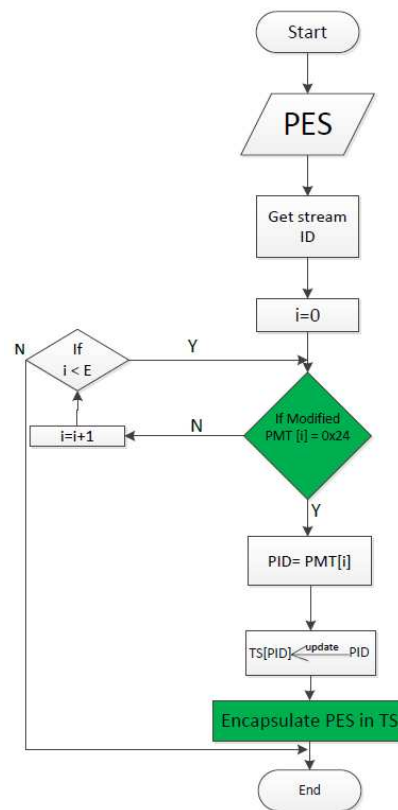 Start
PES
Get stream
ID
i=0
N
If
i < E
Y
If Modified
PMT [i] = 0x24
N
i=i+1
Y
PID= PMT[i]
TS[PID] update PID
Encapsulate PES in TS
End